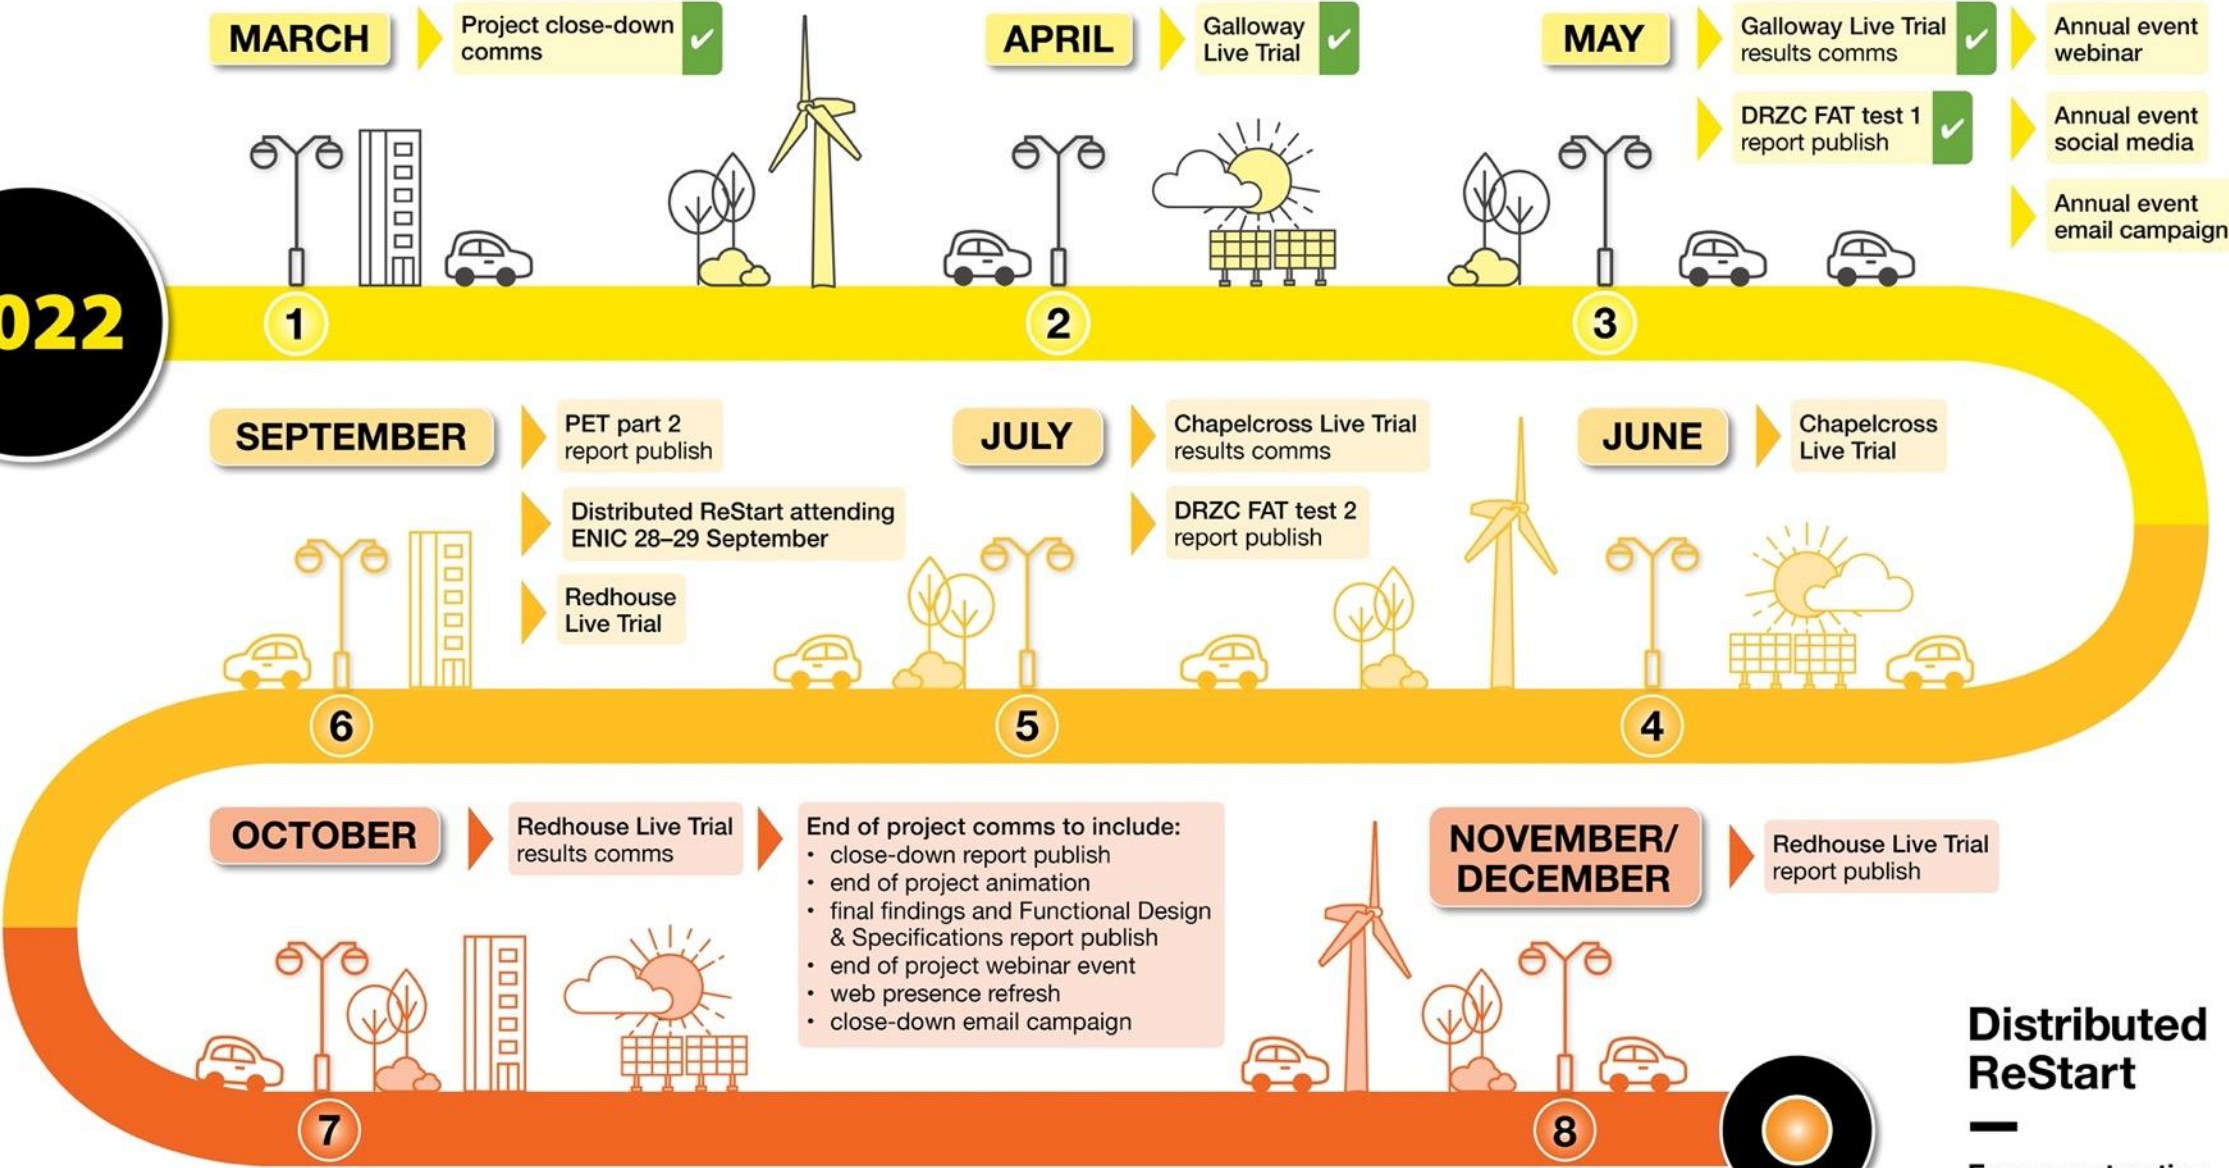 MARCH
Project close-down
comms
APRIL
Galloway
Live Trial
MAY
Galloway Live Trial
results comms
DRZC FAT test 1
report publish
Annual event
webinar
Annual event
social media
Annual event
email campaign
022
1
2
3
SEPTEMBER
PET part 2
report publish
Distributed ReStart attending
ENIC 28–29 September
Redhouse
Live Trial
JULY
Chapelcross Live Trial
results comms
DRZC FAT test 2
report publish
JUNE
Chapelcross
Live Trial
6
5
4
OCTOBER
Redhouse Live Trial
results comms
End of project comms to include:
• close-down report publish
• end of project animation
• final findings and Functional Design
& Specifications report publish
• end of project webinar event
• web presence refresh
• close-down email campaign
NOVEMBER/
DECEMBER
Redhouse Live Trial
report publish
7
8
Distributed
ReStart